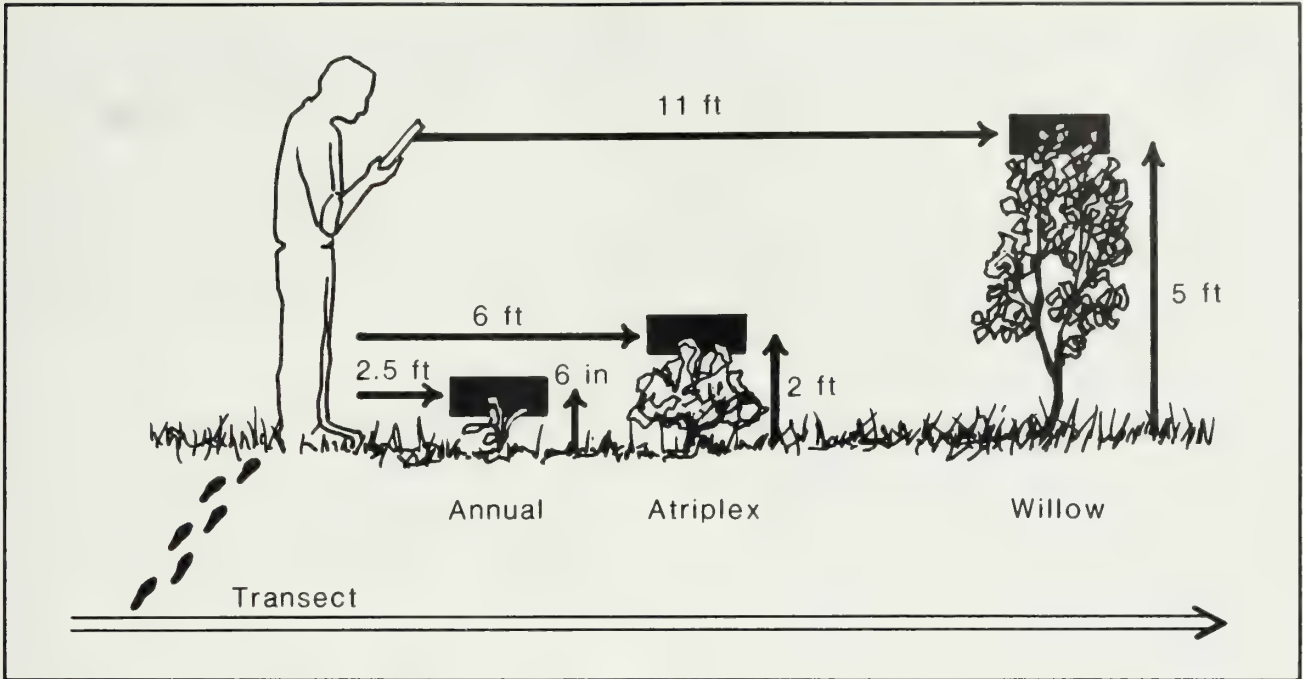 11 ft
6 ft
2.5 ft
6 in
2 ft
5 ft
Annual
Atriplex
Willow
Transect